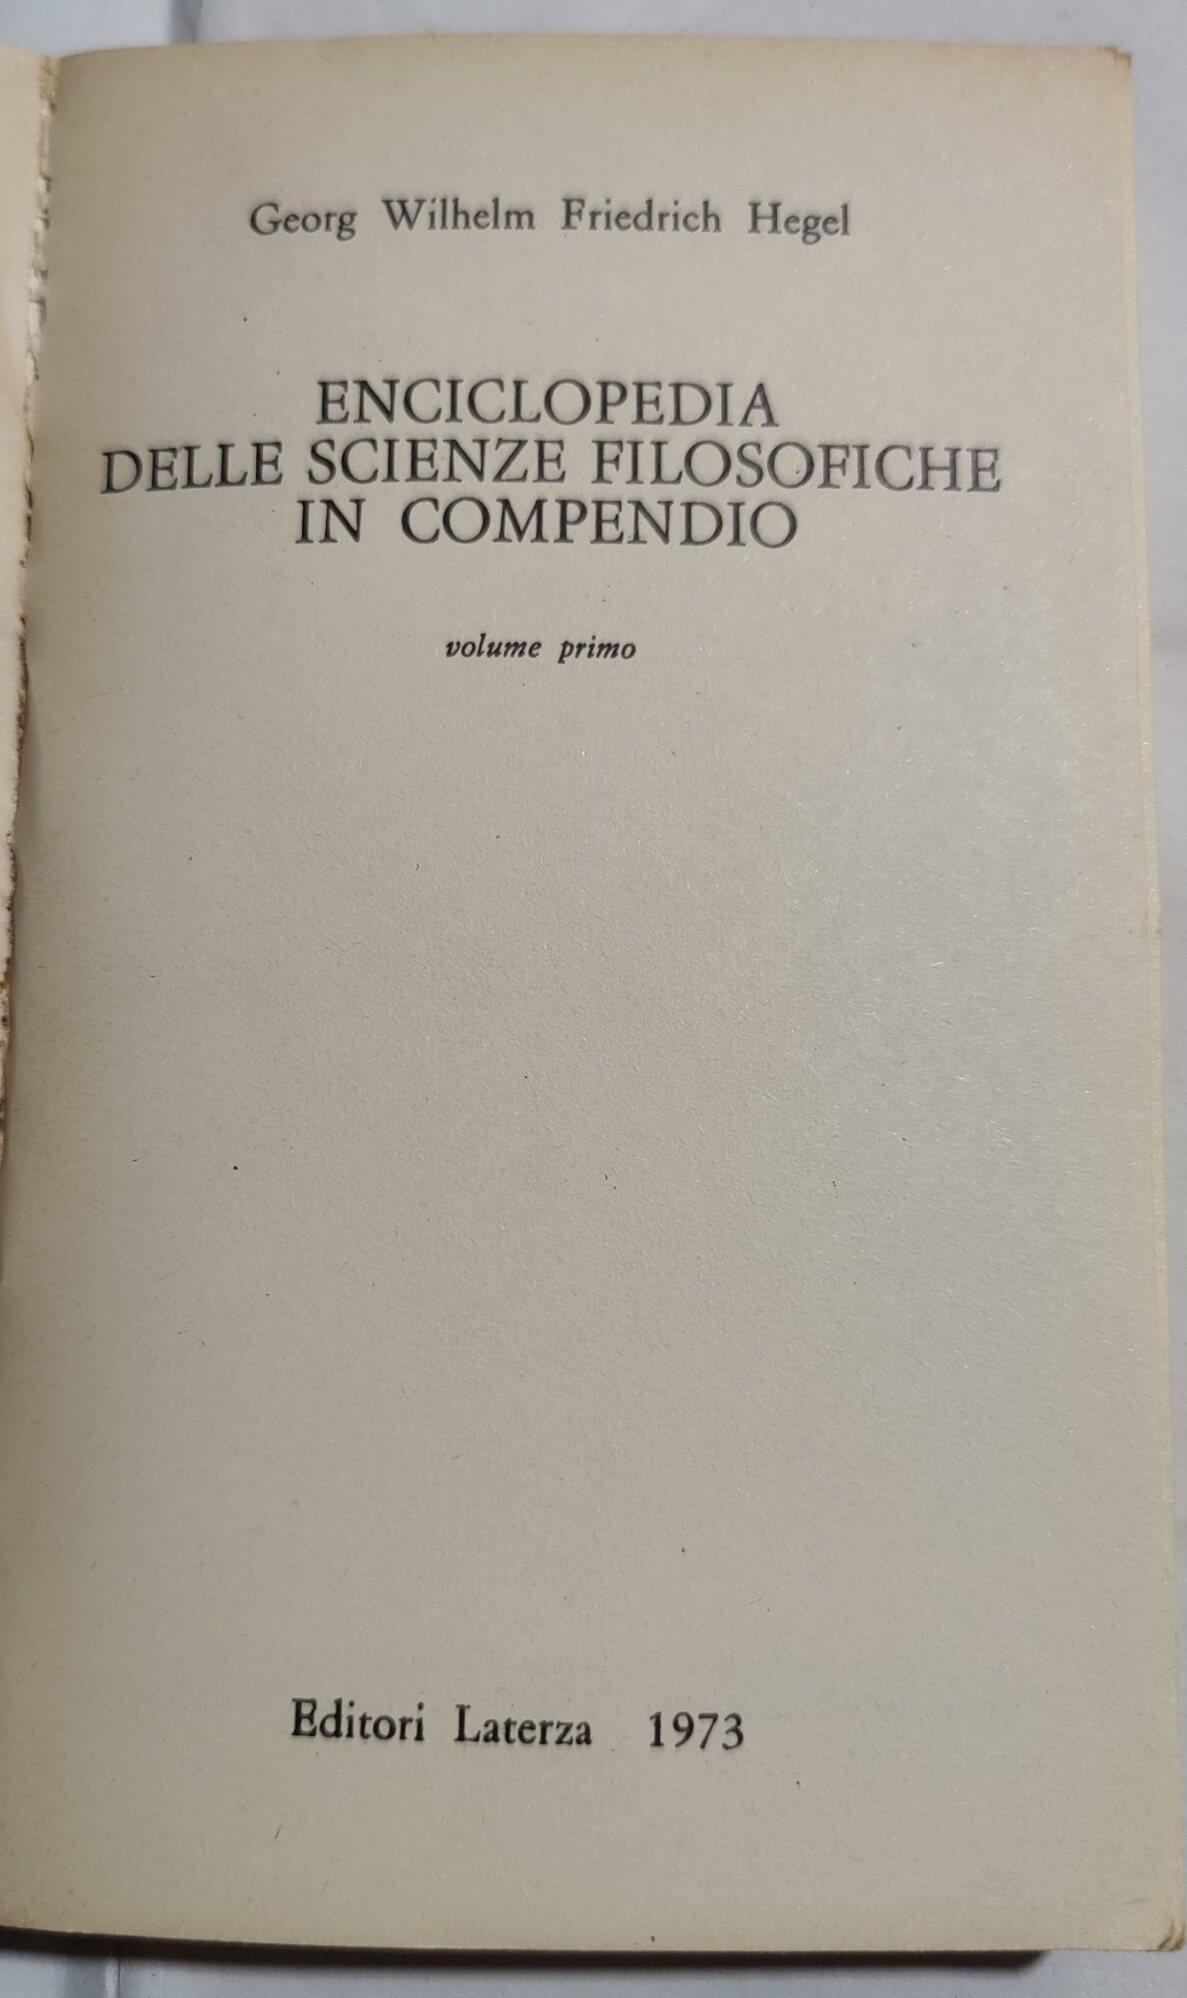 Georg Wilhelm Friedrich Hegel
ENCICLOPEDIA
DELLE SCIENZE FILOSOFICHE
IN COMPENDIO
volume primo
Editori Laterza 1973